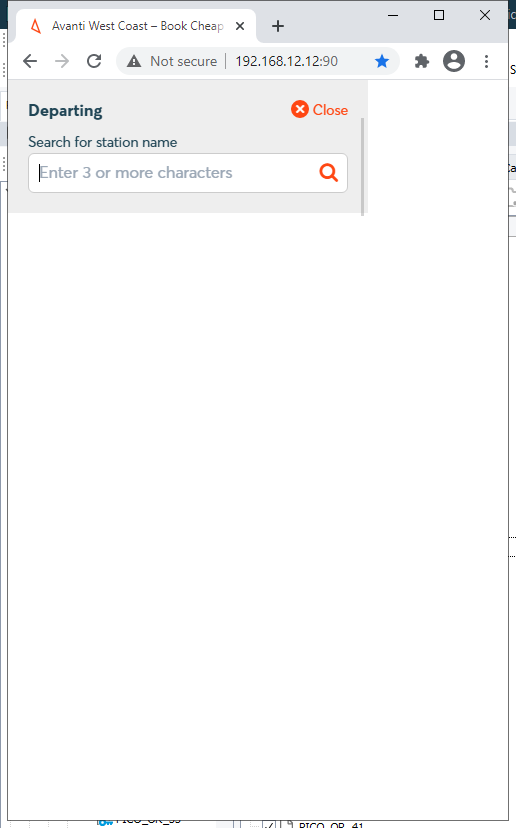 Avanti West Coast – Book Cheap
Not secure
192.168.12.12:90
Departing
Close
Search for station name
Enter 3 or more characters
PICO_OR_41